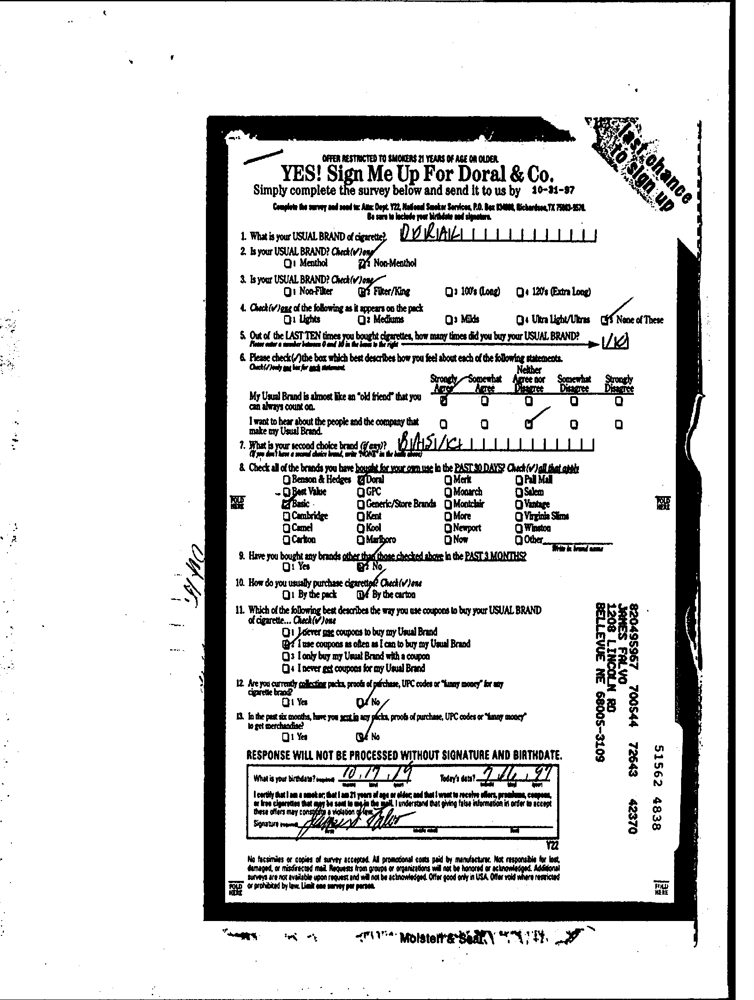 last chance
to sign up
OFFER RESTRICTED TO SMOKERS 21 YEARS OF AGE OR OLDER.
YES! Sign Me Up For Doral & Co.
Simply complete the survey below and send it to us by 10-31-97
Complete the survey and send to: Attn: Dept. Y22, National Smoker Services, P.O. Box Richardson, TX
Be sure to include your birthdate and signature.
1. What is your USUAL BRAND of cigarette? DORAL
2. Is your USUAL BRAND? Check (✓) one
1 Menthol 2 Non-Menthol
3. Is your USUAL BRAND? Check (✓) one
1 Non-Filter 2 Filter/King 3 100's (Long) 4 120's (Extra Long)
4. Check (✓) one of the following as it appears on the pack
1 Lights 2 Mediums 3 Milds 4 Ultra Light/Ultras 5 None of These
5. Out of the LAST TEN times you bought cigarettes, how many times did you buy your USUAL BRAND?
Please enter a number between 0 and 10 in the boxes to the right 10
6. Please check (✓) the box which best describes how you feel about each of the following statements.
Check (✓) only one box for each statement.
Strongly Agree Somewhat Agree Neither Agree nor Disagree Somewhat Disagree Strongly Disagree
My Usual Brand is almost like an "old friend" that you
can always count on.
I want to hear about the people and the company that
make my Usual Brand.
7. What is your second choice brand (if any)? BASIC
(If you don't have a second choice brand, write "NONE" in the boxes above)
8. Check all of the brands you have bought for your own use in the PAST 30 DAYS? Check (✓) all that apply
Benson & Hedges Doral Merit Pall Mall
Best Value GPC Monarch Salem
Basic Generic/Store Brands Montclair Vantage
Cambridge Kent More Virginia Slims
Camel Kool Newport Winston
Carlton Marlboro Now Other
Write in brand name
FOLD HERE
FOLD HERE
9. Have you bought any brands other than those checked above in the PAST 3 MONTHS?
1 Yes 2 No
10. How do you usually purchase cigarettes? Check (✓) one
1 By the pack 2 By the carton
11. Which of the following best describes the way you use coupons to buy your USUAL BRAND
of cigarette... Check (✓) one
1 I never use coupons to buy my Usual Brand
2 I use coupons as often as I can to buy my Usual Brand
3 I only buy my Usual Brand with a coupon
4 I never get coupons for my Usual Brand
12. Are you currently collecting packs, proofs of purchase, UPC codes or "funny money" for any
cigarette brand?
1 Yes 2 No
13. In the past six months, have you sent in any packs, proofs of purchase, UPC codes or "funny money"
to get merchandise?
1 Yes 2 No
RESPONSE WILL NOT BE PROCESSED WITHOUT SIGNATURE AND BIRTHDATE.
What is your birthdate? 10 17 19 Today's date? 7 16 97
I certify that I am a smoker, that I am 21 years of age or older, and that I want to receive offers, premiums, coupons,
or free cigarettes that may be sent to me in the mail. I understand that giving false information in order to accept
these offers may constitute a violation of law.
Signature James Falvo
Y22
No facsimiles or copies of survey accepted. All promotional costs paid by manufacturer. Not responsible for lost,
damaged, or misdirected mail. Requests from groups or organizations will not be honored or acknowledged. Additional
surveys are not available upon request and will not be acknowledged. Offer good only in USA. Offer void where restricted
or prohibited by law. Limit one survey per person.
FOLD HERE
FOLD HERE
820495967 700544 72643 42370
JAMES FALVO
1208 LINCOLN RD
BELLEVUE NE 68005-3109
51562 4838
Moisten & Seal